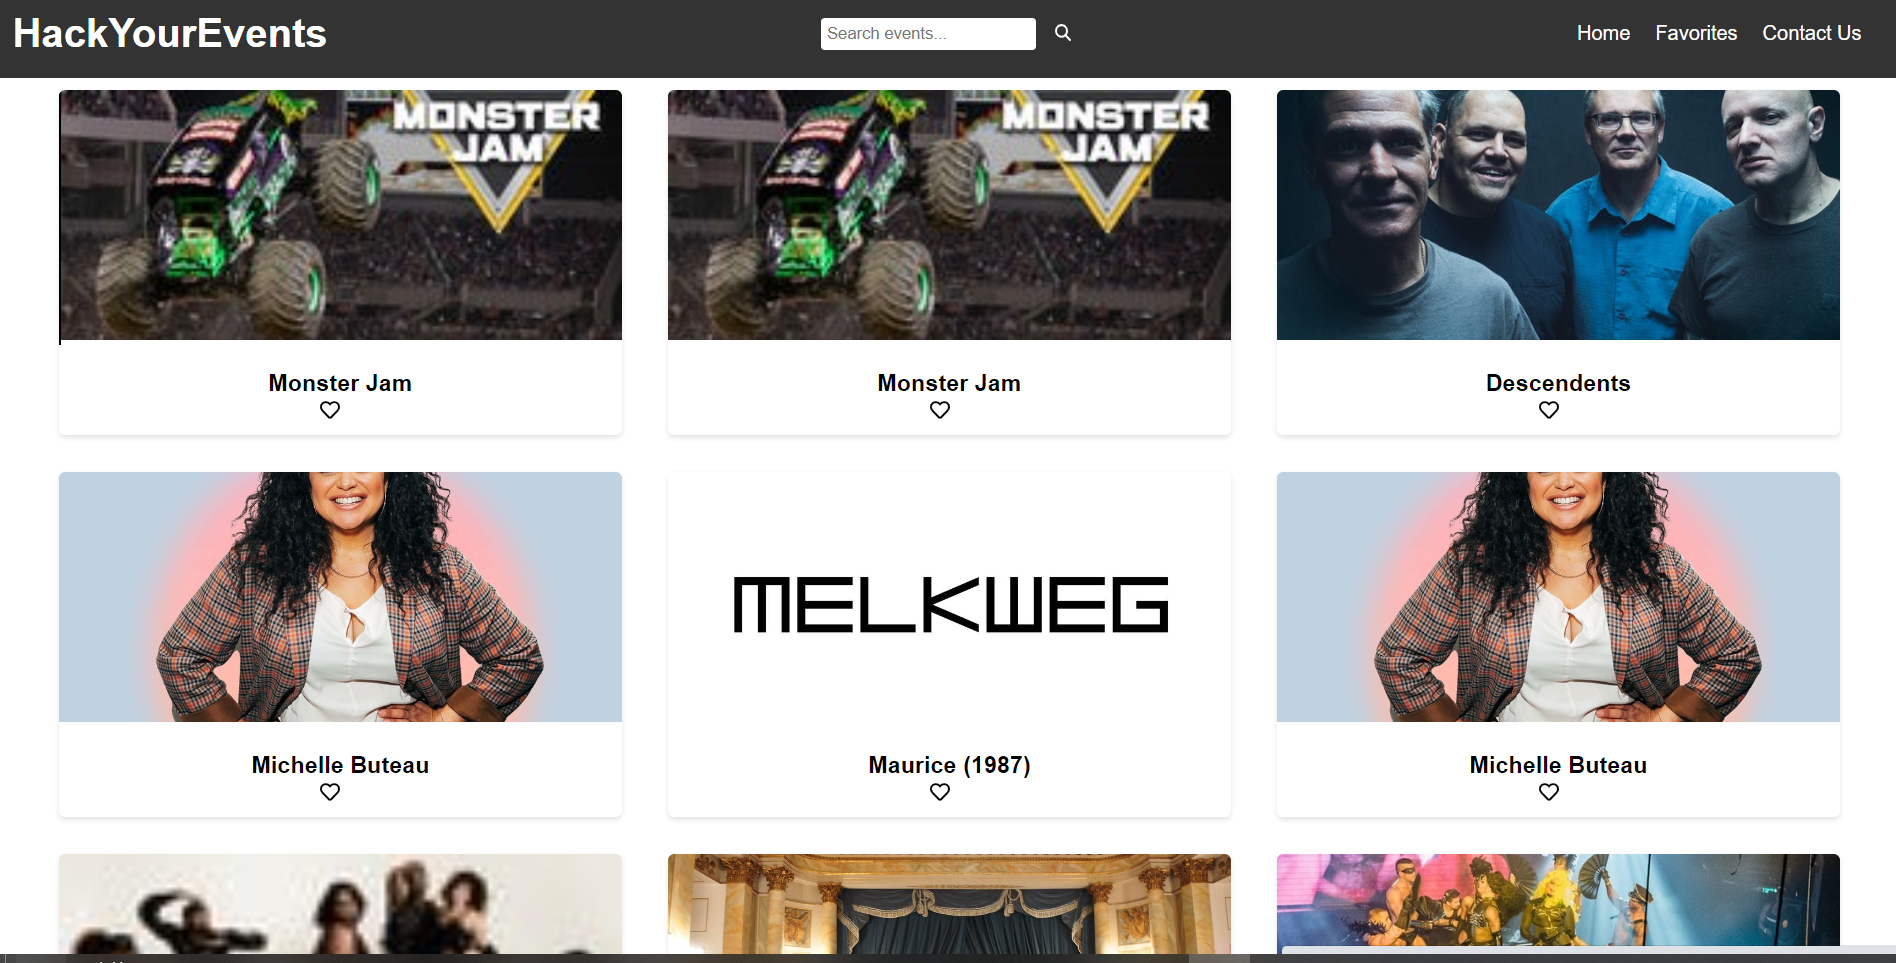 HackYourEvents
Search events...
Home
Favorites
Contact Us
MONSTER
JAM
MONSTER
JAM
Monster Jam
Monster Jam
Descendents
MELKWEG
Michelle Buteau
Maurice (1987)
Michelle Buteau